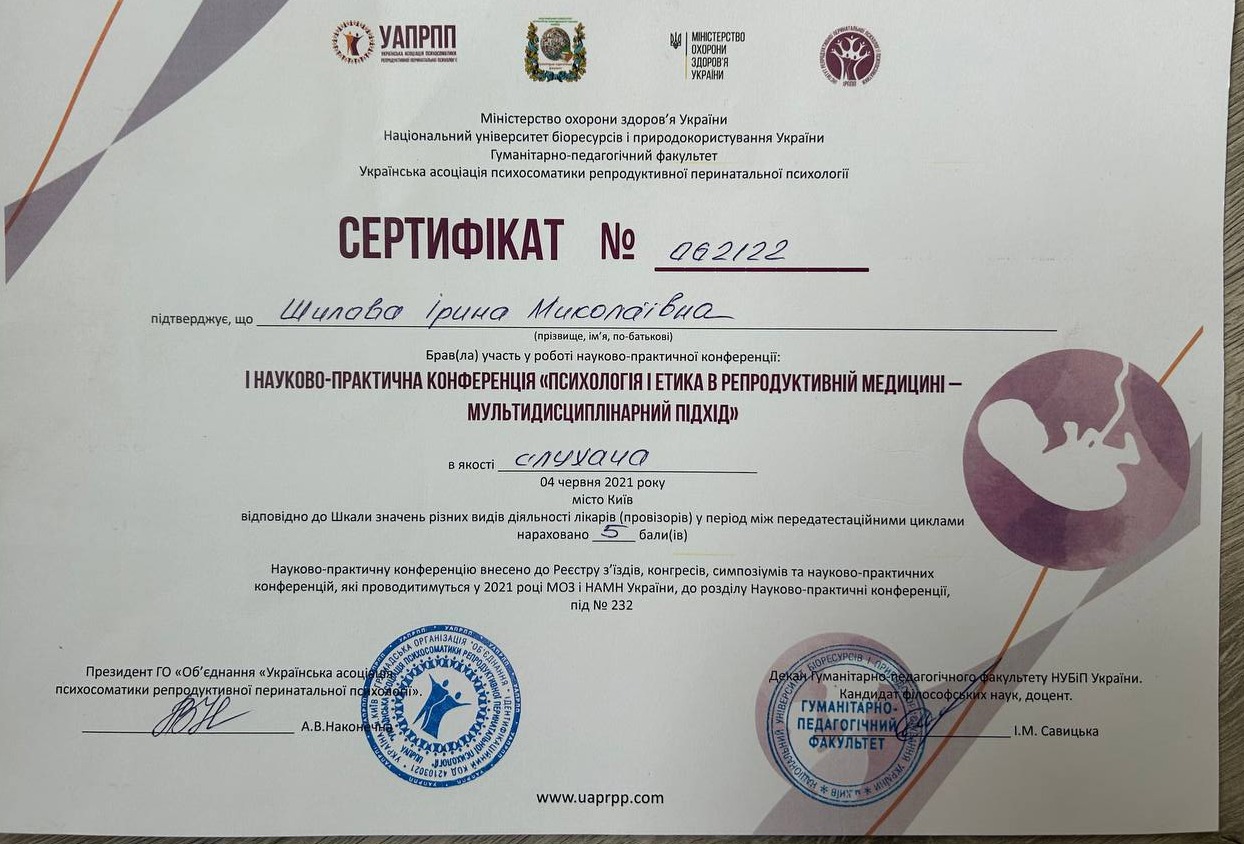 УАПРПП
УКРАЇНСЬКА АСОЦІАЦІЯ ПСИХОСОМАТИКИ
РЕПРОДУКТИВНОЇ ПЕРИНАТАЛЬНОЇ ПСИХОЛОГІЇ
МІНІСТЕРСТВО
ОХОРОНИ
ЗДОРОВ'Я
УКРАЇНИ
Міністерство охорони здоров'я України
Національний університет біоресурсів і природокористування України
Гуманітарно-педагогічний факультет
Українська асоціація психосоматики репродуктивної перинатальної психології
СЕРТИФІКАТ № 062122
підтверджує, що Шилова Ірина Миколаївна
(прізвище, ім'я, по-батькові)
Брав(ла) участь у роботі науково-практичної конференції:
І НАУКОВО-ПРАКТИЧНА КОНФЕРЕНЦІЯ «ПСИХОЛОГІЯ І ЕТИКА В РЕПРОДУКТИВНІЙ МЕДИЦИНІ –
МУЛЬТИДИСЦИПЛІНАРНИЙ ПІДХІД»
в якості слухача
04 червня 2021 року
місто Київ
відповідно до Шкали значень різних видів діяльності лікарів (провізорів) у період між передатестаційними циклами
нараховано 5 бали(ів)
Науково-практичну конференцію внесено до Реєстру з'їздів, конгресів, симпозіумів та науково-практичних
конференцій, які проводитимуться у 2021 році МОЗ і НАМН України, до розділу Науково-практичні конференції,
під № 232
Президент ГО «Об'єднання «Українська асоціація
психосоматики репродуктивної перинатальної психології».
А.В.Наконечна
Декан Гуманітарно-педагогічного факультету НУБіП України.
Кандидат філософських наук, доцент.
І.М. Савицька
ГУМАНІТАРНО-
ПЕДАГОГІЧНИЙ
ФАКУЛЬТЕТ
www.uaprpp.com